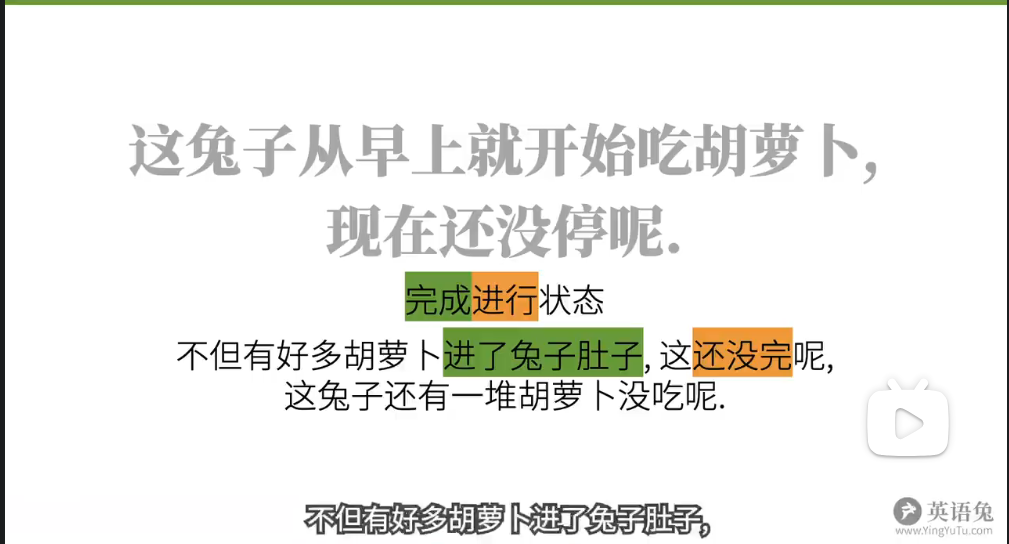 这兔子从早上就开始吃胡萝卜,
现在还没停呢.
完成进行状态
不但有好多胡萝卜进了兔子肚子, 这还没完呢,
这兔子还有一堆胡萝卜没吃呢.
不但有好多胡萝卜进了兔子肚子,
英语兔
www.YingYuTu.com